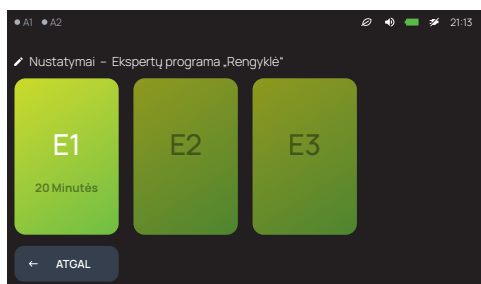 A1 A2 21:13
Nustatymai – Ekspertų programa „Rengyklė“
E1 E2 E3
20 Minutės
← ATGAL